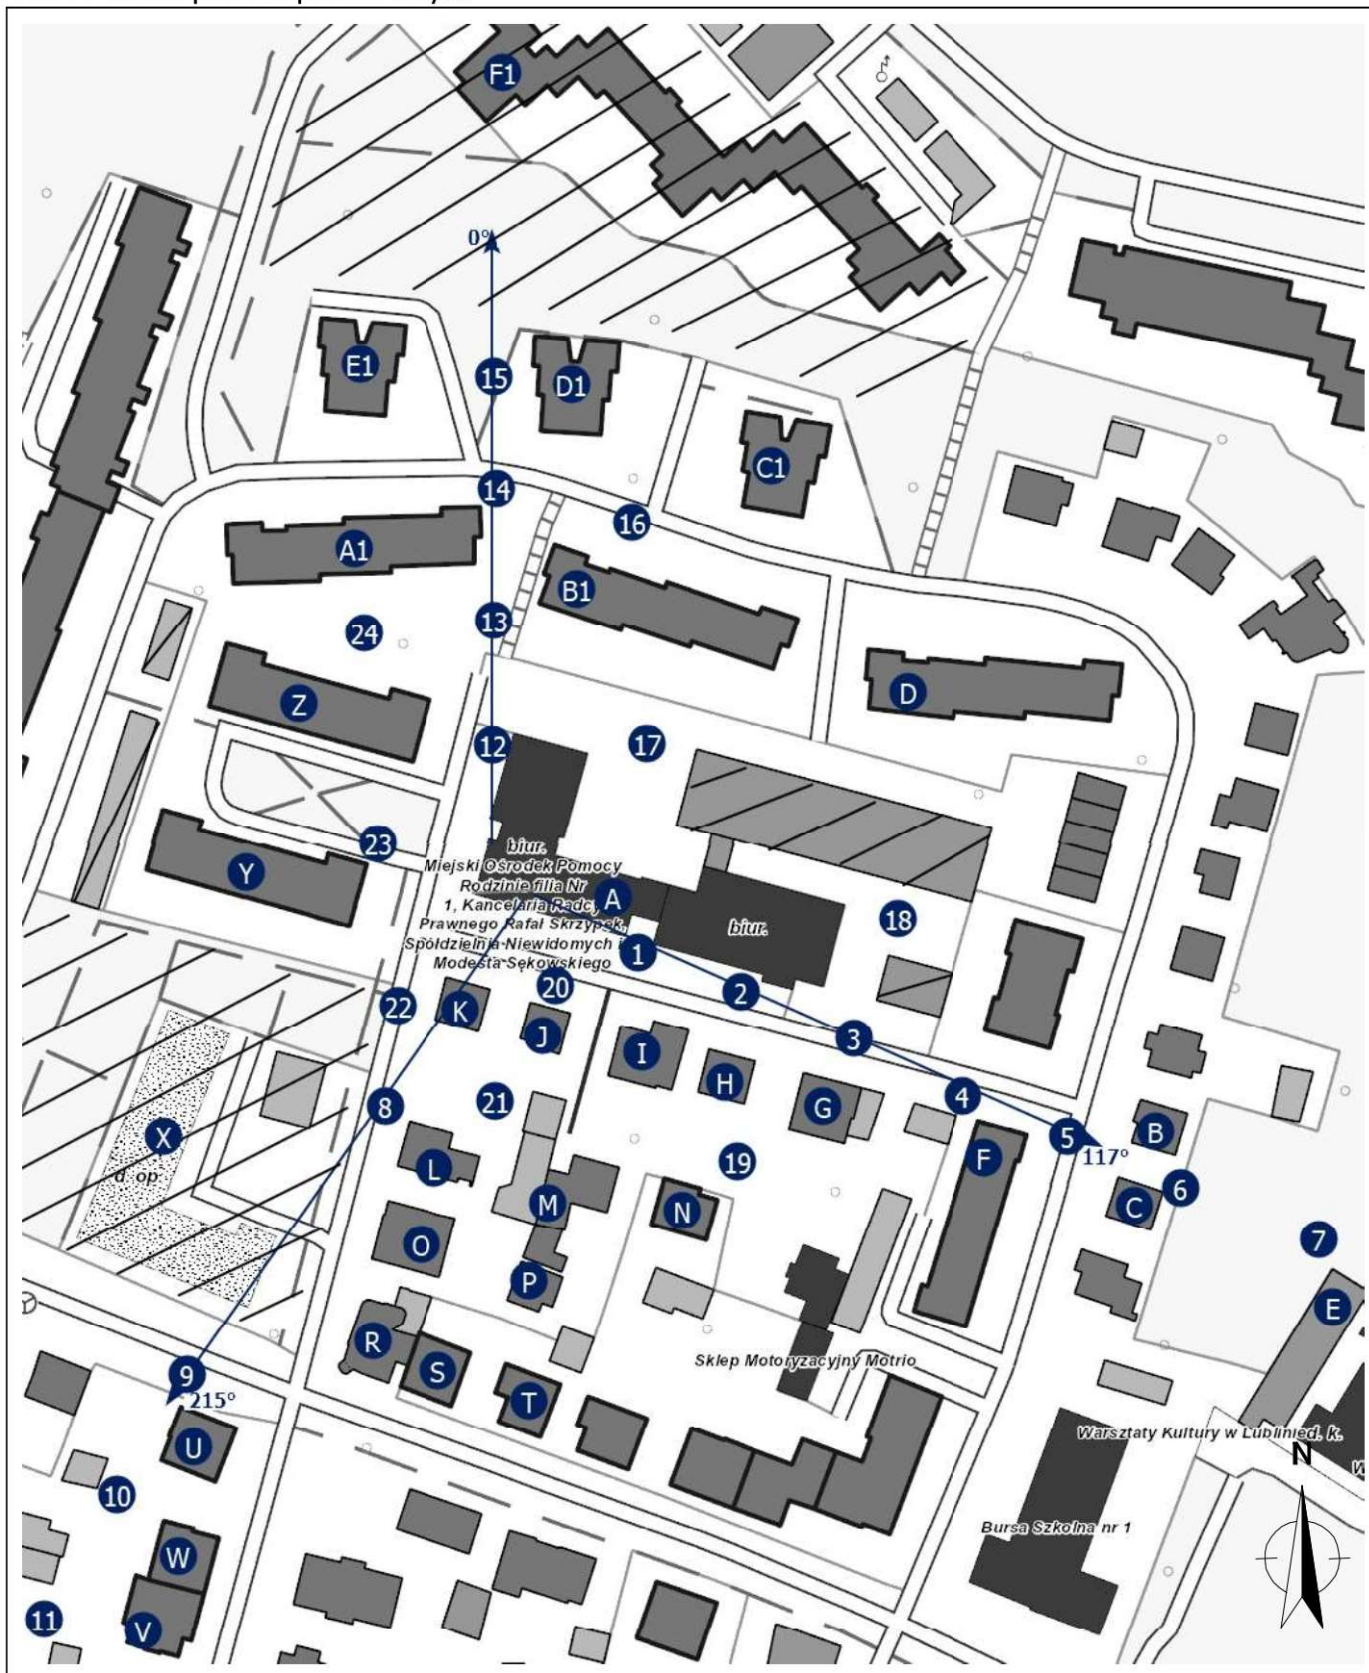 F1
0°
E1
15
D1
C1
14
16
A1
B1
13
24
D
Z
12
17
23
biur.
Miejski Ośrodek Pomocy
Rodzinie filia Nr
1, Kancelaria Radcy
Prawnego Rafał Skrzypek,
Spółdzielnia Niewidomych i
Modesta Sękowskiego
Y
A
18
biur.
1
2
20
22
K
J
3
I
H
4
G
8
21
5
B
117°
X
d op
F
19
L
6
C
M
N
7
O
P
E
R
S
Sklep Motoryzacyjny Motrio
9
215°
T
U
Warsztaty Kultury w Lublinie
d. k.
N
10
Bursa Szkolna nr 1
W
11
V